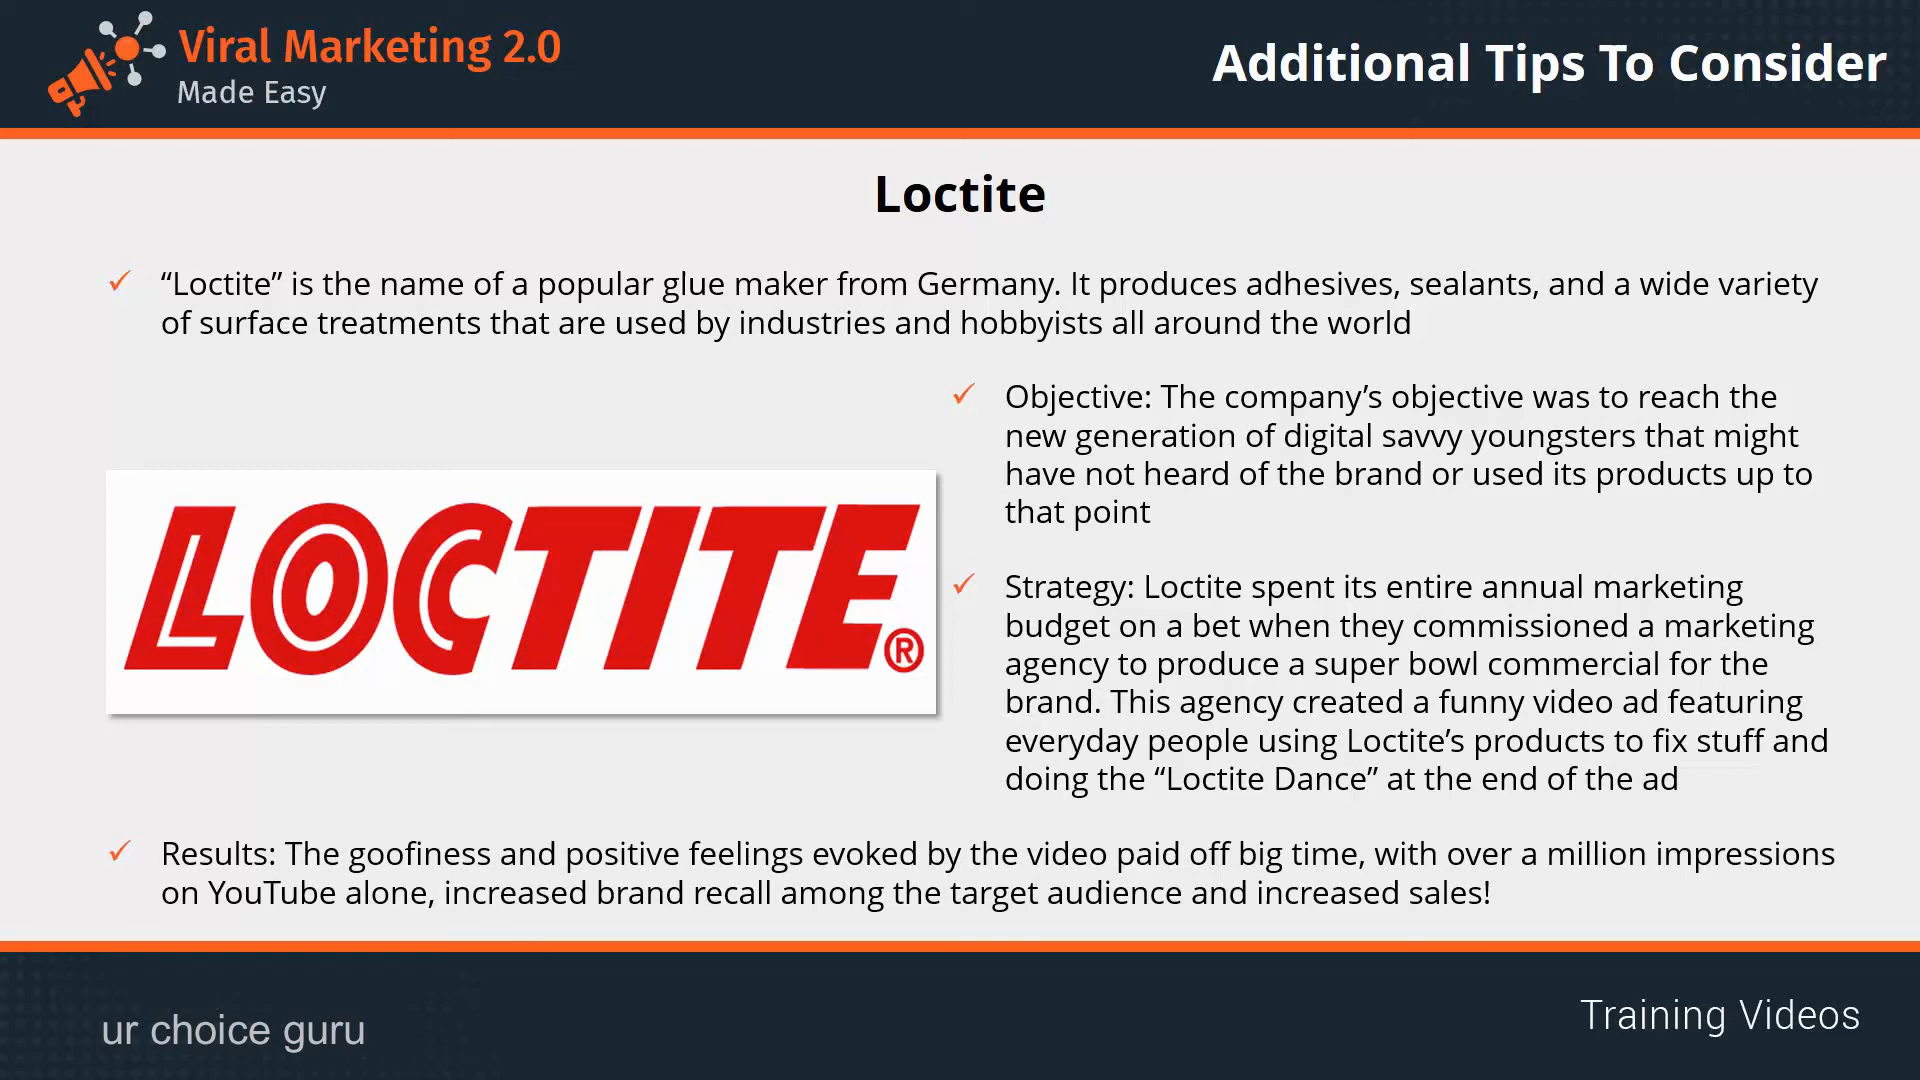 Viral Marketing 2.0
Made Easy
Additional Tips To Consider
Loctite
✓ “Loctite” is the name of a popular glue maker from Germany. It produces adhesives, sealants, and a wide variety
of surface treatments that are used by industries and hobbyists all around the world
LOCTITE®
✓ Objective: The company’s objective was to reach the
new generation of digital savvy youngsters that might
have not heard of the brand or used its products up to
that point
✓ Strategy: Loctite spent its entire annual marketing
budget on a bet when they commissioned a marketing
agency to produce a super bowl commercial for the
brand. This agency created a funny video ad featuring
everyday people using Loctite’s products to fix stuff and
doing the “Loctite Dance” at the end of the ad
✓ Results: The goofiness and positive feelings evoked by the video paid off big time, with over a million impressions
on YouTube alone, increased brand recall among the target audience and increased sales!
ur choice guru
Training Videos